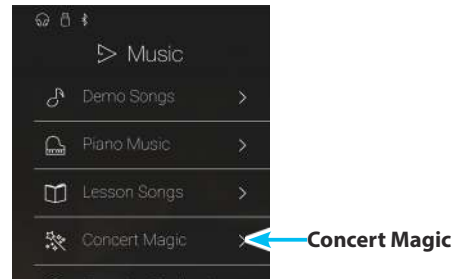 Music
Demo Songs
Piano Music
Lesson Songs
Concert Magic
Concert Magic